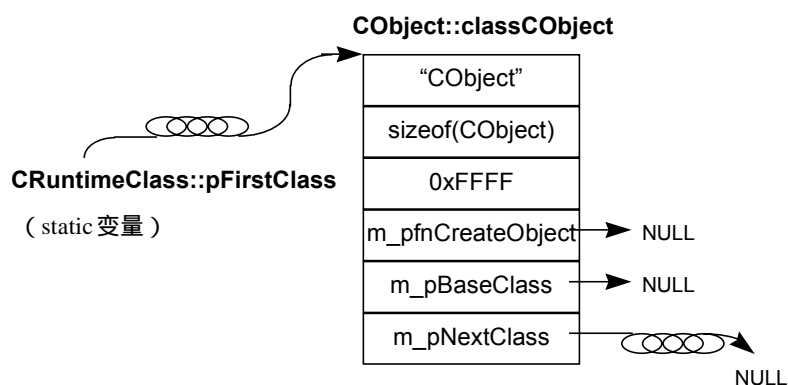 CObject::classCObject
“CObject”
sizeof(CObject)
CRuntimeClass::pFirstClass
0xFFFF
（static 变量）
m_pfnCreateObject
NULL
m_pBaseClass
NULL
m_pNextClass
NULL